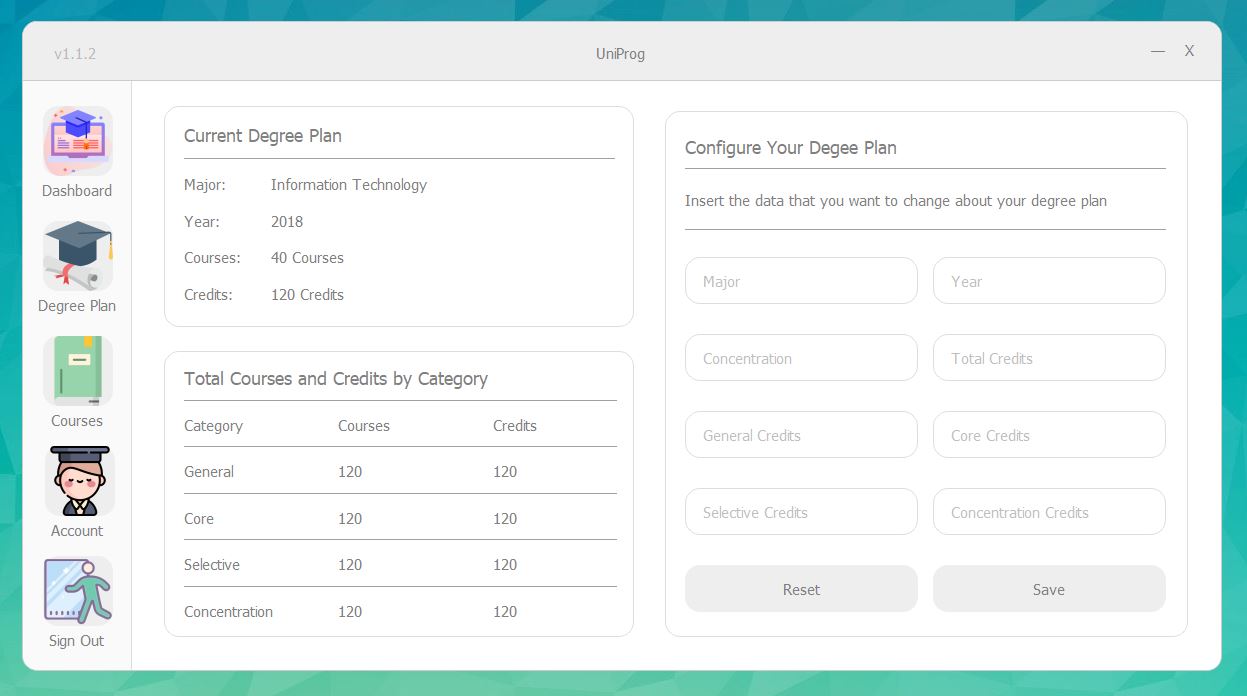 v1.1.2
UniProg
— X
Dashboard
Degree Plan
Courses
Account
Sign Out
Current Degree Plan
Major: Information Technology
Year: 2018
Courses: 40 Courses
Credits: 120 Credits
Total Courses and Credits by Category
Category Courses Credits
General 120 120
Core 120 120
Selective 120 120
Concentration 120 120
Configure Your Degee Plan
Insert the data that you want to change about your degree plan
Major Year
Concentration Total Credits
General Credits Core Credits
Selective Credits Concentration Credits
Reset Save